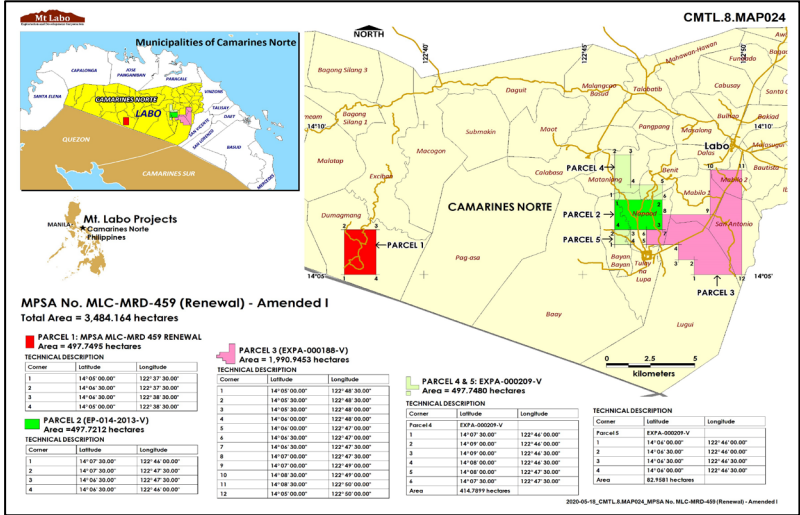 Mt Labo
CMTL.8.MAP024
NORTH
Municipalities of Camarines Norte
CAPALONGA
JOSE PANGANIBAN
PARACALE
SANTA ELENA
VINZONS
CAMARINES NORTE
TALISAY
LABO
DAET
SAN VICENTE
SAN LORENZO
BASUD
QUEZON
CAMARINES SUR
MERCEDES
MANILA
Mt. Labo Projects
Camarines Norte
Philippines
122°40'
122°45'
122°50'
14°10'
14°05'
14°10'
14°05'
Bagong Silang 3
Daguit
Malangcao Basud
Talobatib
Mahawan-Hawan
Fundado
Cabusay
Bagong Silang 1
Submakin
Maot
Pangpang
Masalong
Bulhao
Bakiad
Malatap
Macogon
Labo
Dalas
Bautista
Excihan
Calabasa
Matanlang
Benit
Mabilo 1
Mabilo 2
Dumagmang
CAMARINES NORTE
Napaod
San Antonio
Pag-asa
Bayan Bayan
Tulay na Lupa
Baay
Lugui
PARCEL 4
PARCEL 2
PARCEL 5
PARCEL 1
PARCEL 3
0 2.5 5
kilometers
MPSA No. MLC-MRD-459 (Renewal) - Amended I
Total Area = 3,484.164 hectares
PARCEL 1: MPSA MLC-MRD 459 RENEWAL
Area = 497.7495 hectares
TECHNICAL DESCRIPTION
Corner Latitude Longitude
1 14° 05' 00.00" 122° 37' 30.00"
2 14° 06' 30.00" 122° 37' 30.00"
3 14° 06' 30.00" 122° 38' 30.00"
4 14° 05' 00.00" 122° 38' 30.00"
PARCEL 2 (EP-014-2013-V)
Area =497.7212 hectares
TECHNICAL DESCRIPTION
Corner Latitude Longitude
1 14° 07' 30.00" 122° 46' 00.00"
2 14° 07' 30.00" 122° 47' 30.00"
3 14° 06' 30.00" 122° 47' 30.00"
4 14° 06' 30.00" 122° 46' 00.00"
PARCEL 3 (EXPA-000188-V)
Area = 1,990.9453 hectares
TECHNICAL DESCRIPTION
Corner Latitude Longitude
1 14° 05' 00.00" 122° 48' 30.00"
2 14° 05' 30.00" 122° 48' 30.00"
3 14° 05' 30.00" 122° 48' 00.00"
4 14° 06' 00.00" 122° 48' 00.00"
5 14° 06' 00.00" 122° 47' 00.00"
6 14° 06' 30.00" 122° 47' 00.00"
7 14° 06' 30.00" 122° 47' 30.00"
8 14° 07' 00.00" 122° 47' 30.00"
9 14° 07' 00.00" 122° 49' 00.00"
10 14° 08' 30.00" 122° 49' 00.00"
11 14° 08' 30.00" 122° 50' 00.00"
12 14° 05' 00.00" 122° 50' 00.00"
PARCEL 4 & 5: EXPA-000209-V
Area = 497.7480 hectares
TECHNICAL DESCRIPTION
Corner Latitude Longitude
Parcel 4 EXPA-000209-V
1 14° 07' 30.00" 122° 46' 00.00"
2 14° 09' 00.00" 122° 46' 00.00"
3 14° 09' 00.00" 122° 46' 30.00"
4 14° 08' 00.00" 122° 46' 30.00"
5 14° 08' 00.00" 122° 47' 30.00"
6 14° 07' 30.00" 122° 47' 30.00"
Area 414.7899 hectares
TECHNICAL DESCRIPTION
Corner Latitude Longitude
Parcel 5 EXPA-000209-V
1 14° 06' 00.00" 122° 46' 00.00"
2 14° 06' 30.00" 122° 46' 00.00"
3 14° 06' 30.00" 122° 46' 30.00"
4 14° 06' 00.00" 122° 46' 30.00"
Area 82.9581 hectares
2020-05-18_CMTL.8.MAP024_MPSA No. MLC-MRD-459 (Renewal) - Amended I